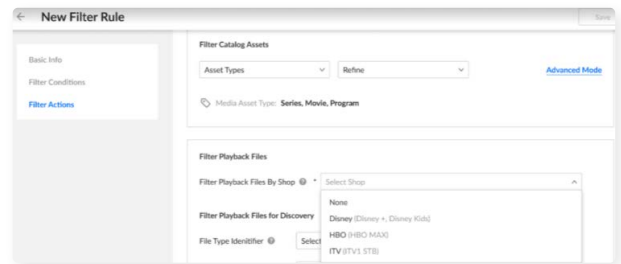 ← New Filter Rule
Save
Basic Info
Filter Conditions
Filter Actions
Filter Catalog Assets
Asset Types
Refine
Advanced Mode
Media Asset Type: Series, Movie, Program
Filter Playback Files
Filter Playback Files By Shop * Select Shop
None
Disney (Disney +, Disney Kids)
HBO (HBO MAX)
ITV (ITV1 STB)
Filter Playback Files for Discovery
File Type Idenitifier
Select